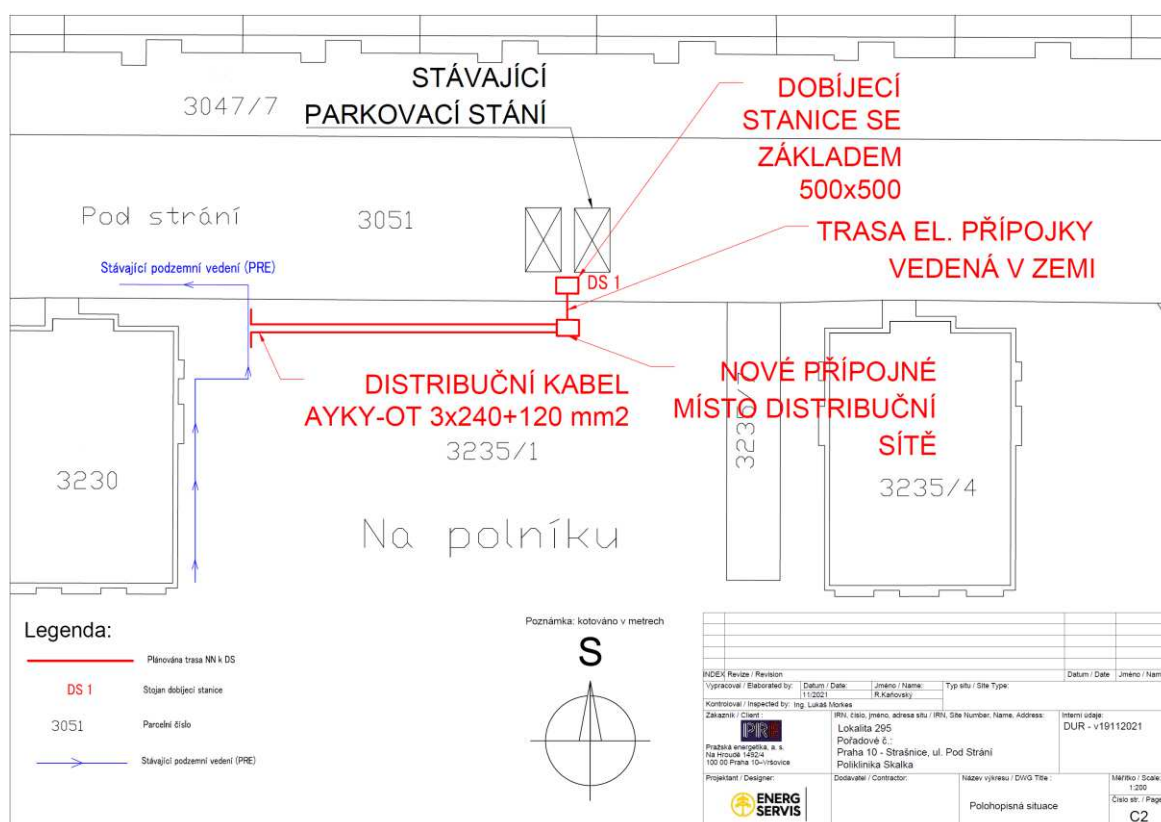 STÁVAJÍCÍ
PARKOVACÍ STÁNÍ
DOBÍJECÍ
STANICE SE
ZÁKLADEM
500x500
3047/7
Pod strání
3051
TRASA EL. PŘÍPOJKY
VEDENÁ V ZEMI
Stávající podzemní vedení (PRE)
DS 1
DISTRIBUČNÍ KABEL
AYKY-OT 3x240+120 mm2
NOVÉ PŘÍPOJNÉ
MÍSTO DISTRIBUČNÍ
SÍTĚ
3235/1
3230
3235/4
Na polníku
Legenda:
Plánována trasa NN k DS
DS 1
Stojan dobíjecí stanice
3051
Parcelní číslo
Stávající podzemní vedení (PRE)
Poznámka: kotováno v metrech
S
INDEX Revize / Revision
Datum / Date
Jméno / Name
Vypracoval / Elaborated by:
Datum / Date:
11/2021
Jméno / Name:
R.Kaňovský
Typ situ / Site Type:
Kontroloval / Inspected by: Ing. Lukáš Morkes
Zákazník / Client :
PRE
Pražská energetika, a. s.
Na Hroudě 1492/4
100 00 Praha 10–Vršovice
IRN, číslo, jméno, adresa situ / IRN, Site Number, Name, Address:
Lokalita 295
Pořadové č.:
Praha 10 - Strašnice, ul. Pod Strání
Poliklinika Skalka
Interní údaje:
DUR - v19112021
Projektant / Designer:
ENERG
SERVIS
Dodavatel / Contractor:
Název výkresu / DWG Title :
Polohopisná situace
Měřítko / Scale:
1:200
Číslo str. / Page
C2